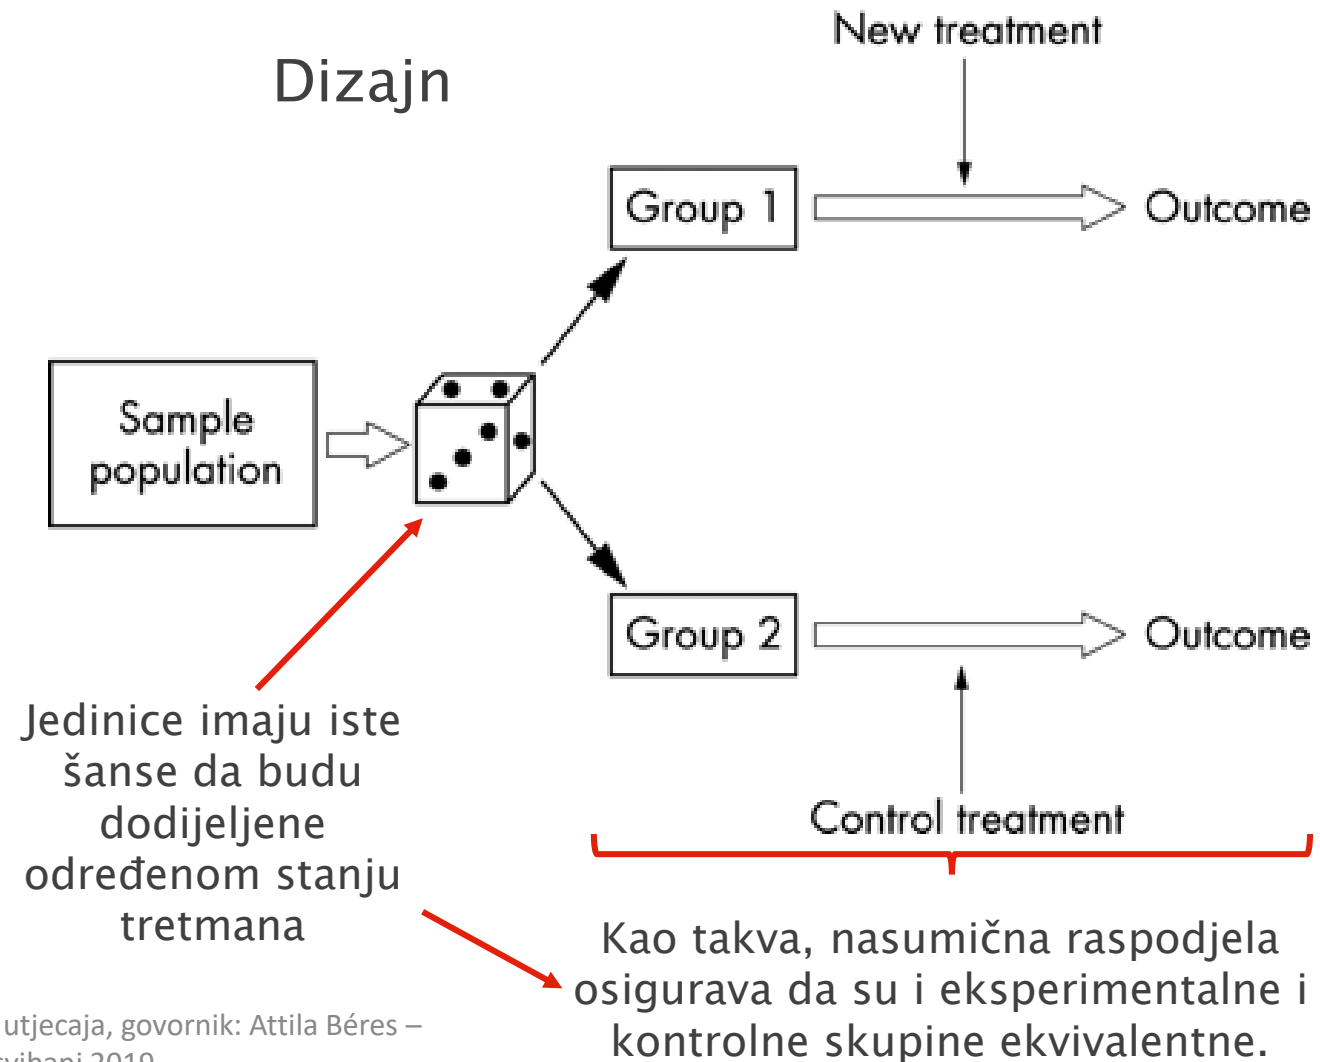 Dizajn
New treatment
Group 1
Outcome
Sample
population
Group 2
Outcome
Control treatment
Jedinice imaju iste
šanse da budu
dodijeljene
određenom stanju
tretmana
Kao takva, nasumična raspodjela
osigurava da su i eksperimentalne i
kontrolne skupine ekvivalentne.
utjecaja, govornik: Attila Béres –
svibanj 2019